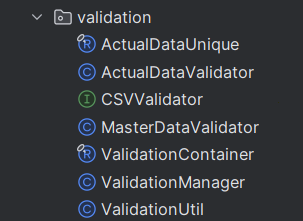 validation
ActualDataUnique
ActualDataValidator
CSVValidator
MasterDataValidator
ValidationContainer
ValidationManager
ValidationUtil